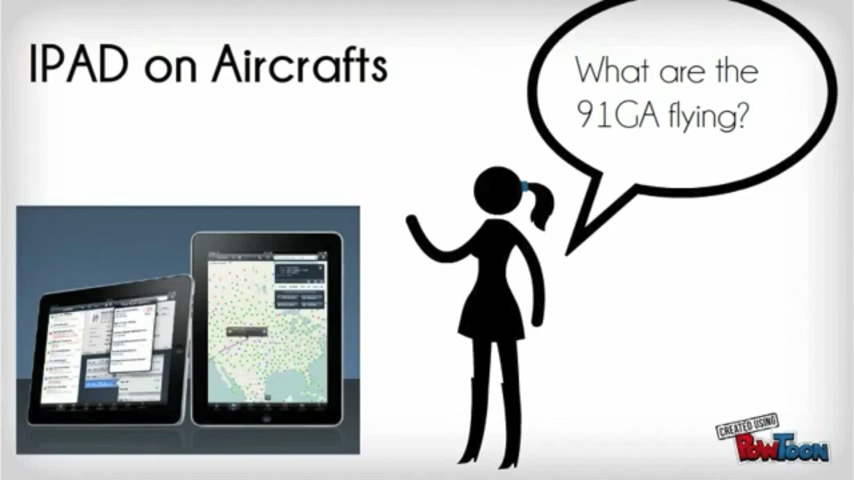 IPAD on Aircrafts
What are the
91GA flying?
CREATED USING
POWTOON